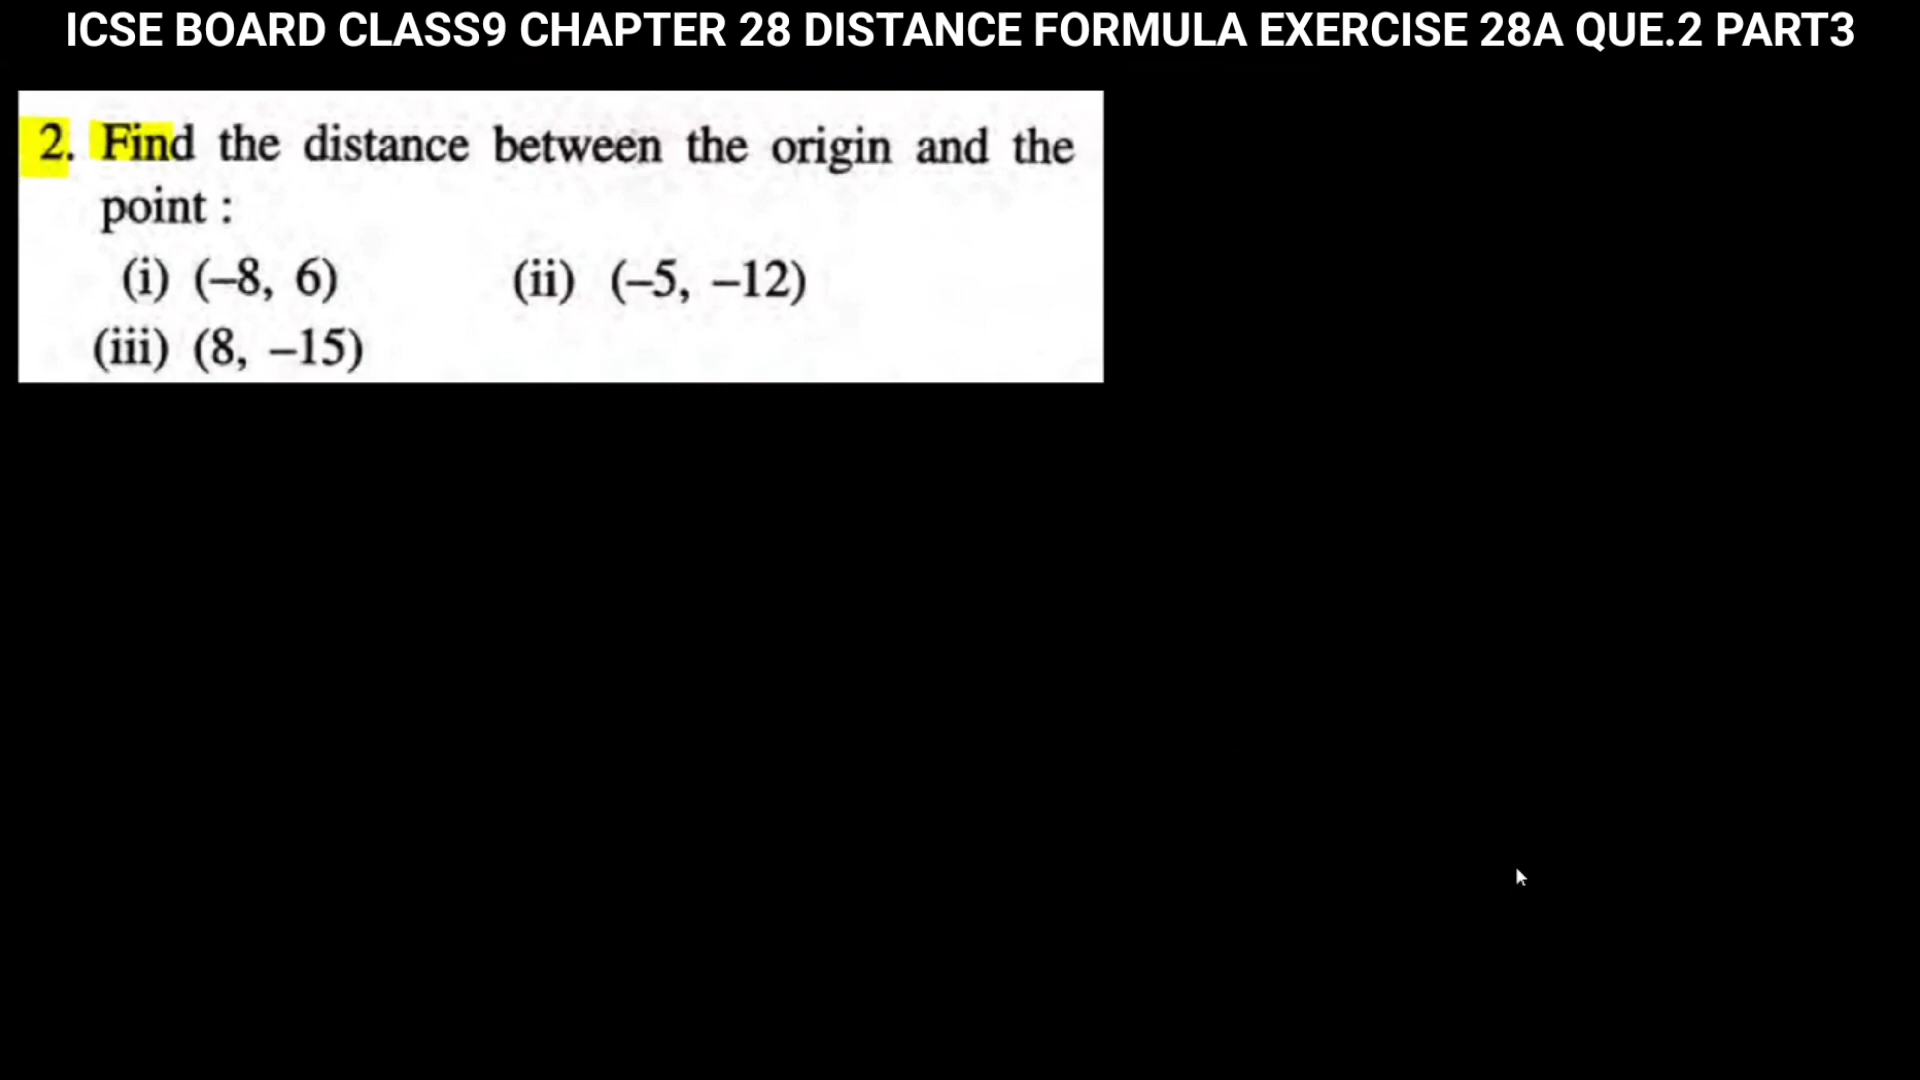 ICSE BOARD CLASS9 CHAPTER 28 DISTANCE FORMULA EXERCISE 28A QUE.2 PART3
2. Find the distance between the origin and the
point :
(i) (–8, 6) (ii) (–5, –12)
(iii) (8, –15)